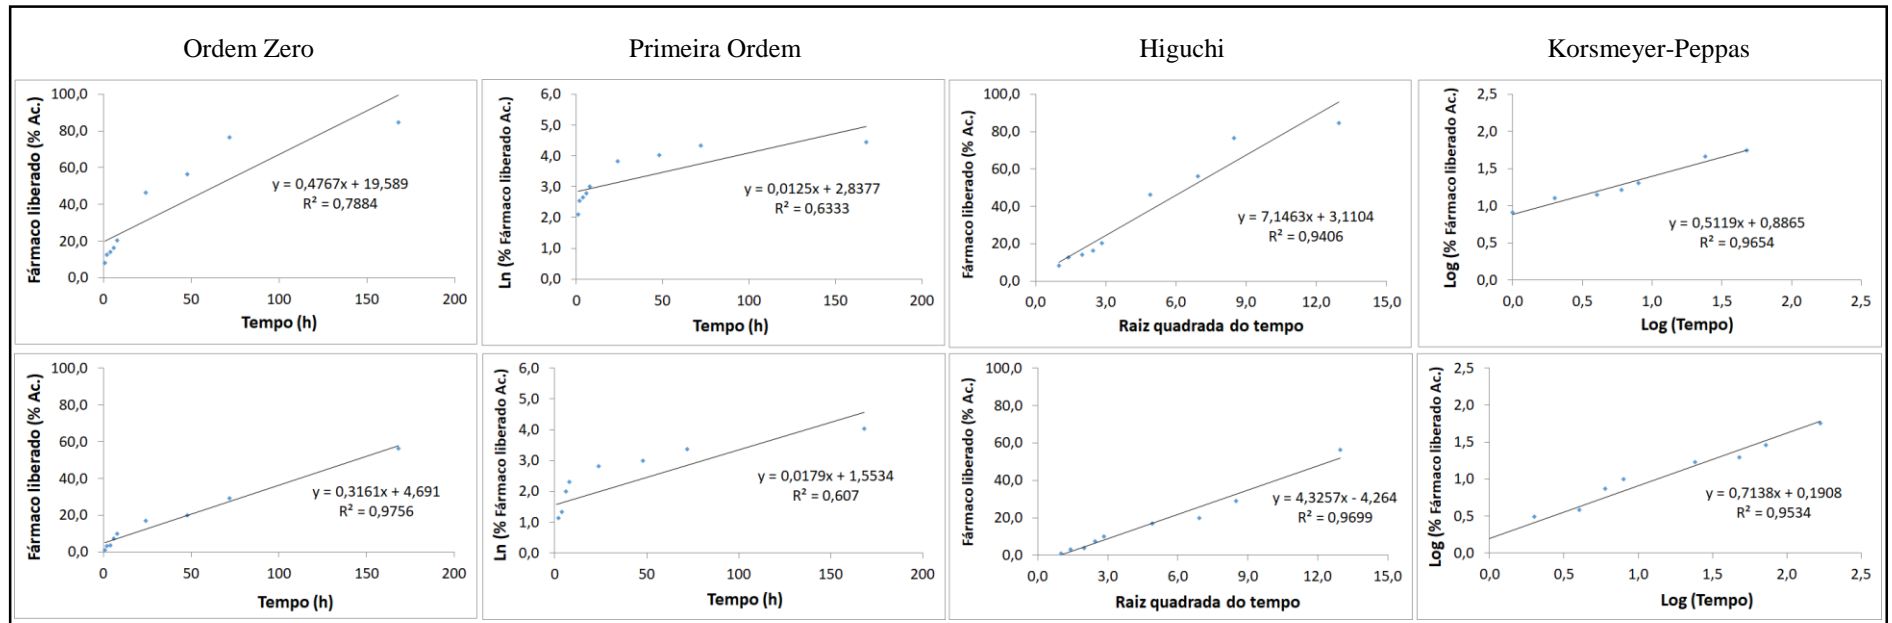 Ordem Zero
Primeira Ordem
Higuchi
Korsmeyer-Peppas
Fármaco liberado (% Ac.)
100,0
80,0
60,0
40,0
20,0
0,0
y = 0,4767x + 19,589
R² = 0,7884
0
50
100
150
200
Tempo (h)
Ln (% Fármaco liberado Ac.)
6,0
5,0
4,0
3,0
2,0
1,0
0,0
y = 0,0125x + 2,8377
R² = 0,6333
0
50
100
150
200
Tempo (h)
Fármaco liberado (% Ac.)
100,0
80,0
60,0
40,0
20,0
0,0
y = 7,1463x + 3,1104
R² = 0,9406
0,0
3,0
6,0
9,0
12,0
15,0
Raiz quadrada do tempo
Log (% Fármaco liberado Ac.)
2,5
2,0
1,5
1,0
0,5
0,0
y = 0,5119x + 0,8865
R² = 0,9654
0,0
0,5
1,0
1,5
2,0
2,5
Log (Tempo)
Fármaco liberado (% Ac.)
100,0
80,0
60,0
40,0
20,0
0,0
y = 0,3161x + 4,691
R² = 0,9756
0
50
100
150
200
Tempo (h)
Ln (% Fármaco liberado Ac.)
6,0
5,0
4,0
3,0
2,0
1,0
0,0
y = 0,0179x + 1,5534
R² = 0,607
0
50
100
150
200
Tempo (h)
Fármaco liberado (% Ac.)
100,0
80,0
60,0
40,0
20,0
0,0
y = 4,3257x - 4,264
R² = 0,9699
0,0
3,0
6,0
9,0
12,0
15,0
Raiz quadrada do tempo
Log (% Fármaco liberado Ac.)
2,5
2,0
1,5
1,0
0,5
0,0
y = 0,7138x + 0,1908
R² = 0,9534
0,0
0,5
1,0
1,5
2,0
2,5
Log (Tempo)